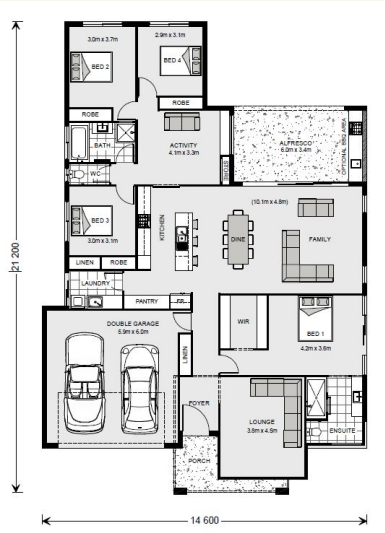 3.0m x 3.7m
BED 2
2.9m x 3.1m
BED 4
ROBE
ROBE
BATH
WC
ACTIVITY
4.1m x 3.3m
STORE
ALFRESCO
6.0m x 3.4m
OPTIONAL BBQ AREA
BED 3
3.0m x 3.1m
LINEN
ROBE
KITCHEN
(10.1m x 4.8m)
DINE
FAMILY
LAUNDRY
PANTRY
FR
DOUBLE GARAGE
5.9m x 6.0m
LINEN
WIR
BED 1
4.2m x 3.6m
FOYER
LOUNGE
3.8m x 4.5m
ENSUITE
PORCH
21 200
14 600